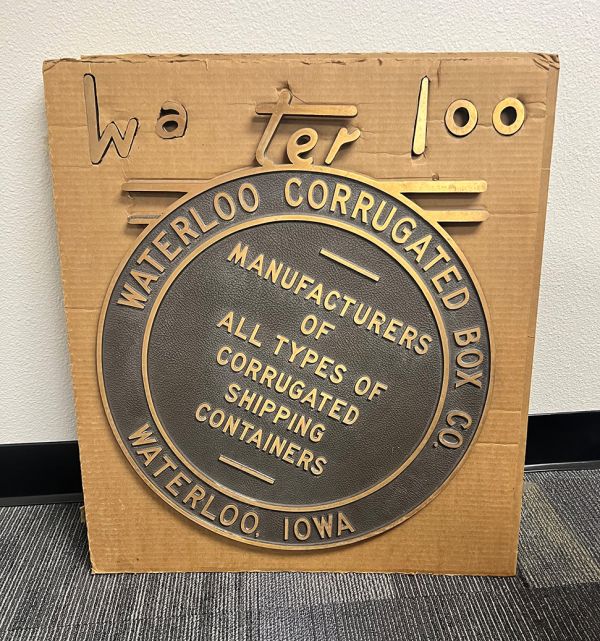 wa ter loo
WATERLOO CORRUGATED BOX CO.
MANUFACTURERS
OF
ALL TYPES OF
CORRUGATED
SHIPPING
CONTAINERS
WATERLOO, IOWA